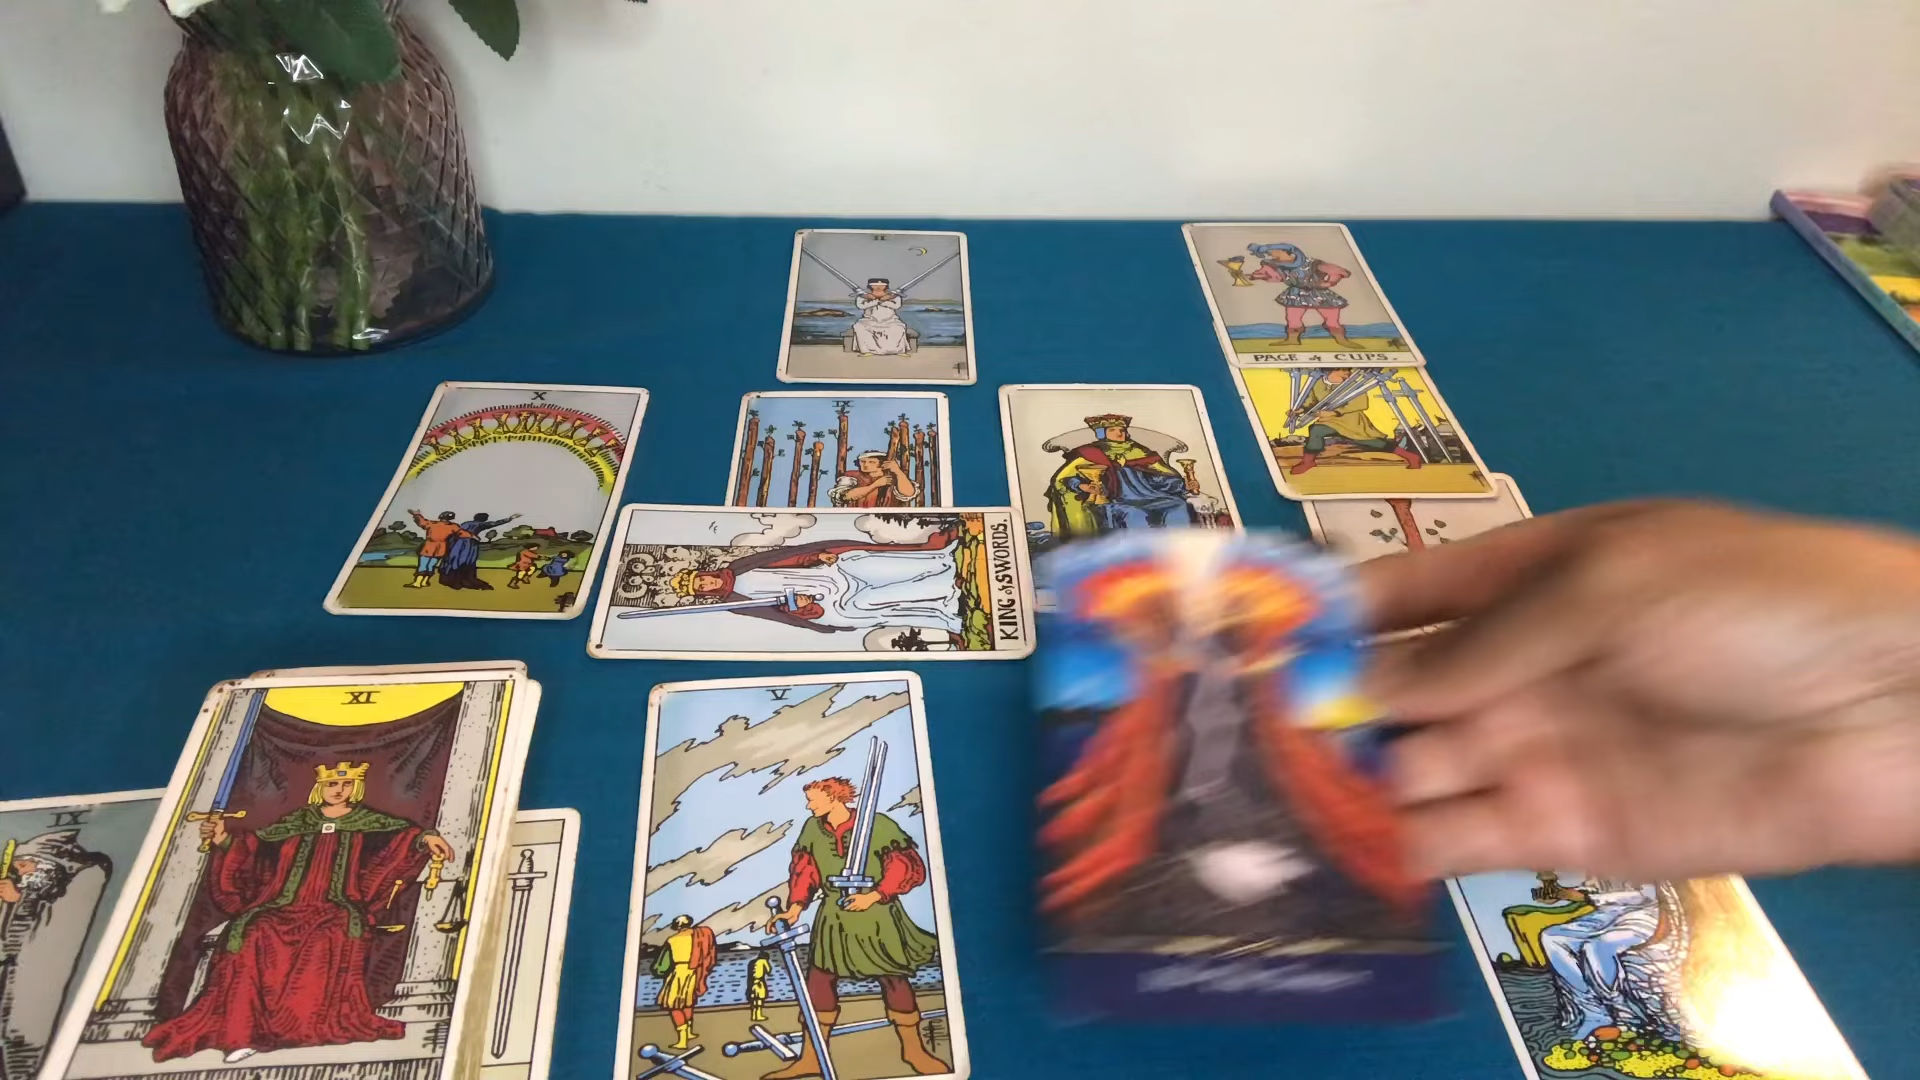 II
PAGE of CUPS.
X
IX
KING of SWORDS.
XI
V
IX